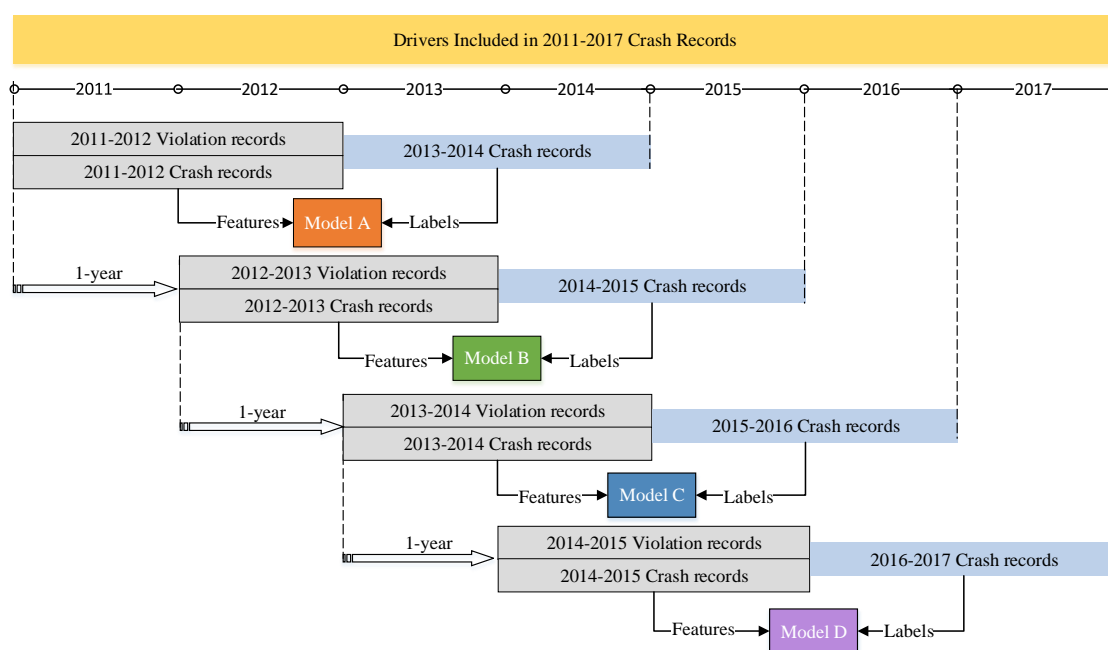 Drivers Included in 2011-2017 Crash Records
2011 2012 2013 2014 2015 2016 2017
2011-2012 Violation records
2011-2012 Crash records
2013-2014 Crash records
Features Model A Labels
1-year
2012-2013 Violation records
2012-2013 Crash records
2014-2015 Crash records
Features Model B Labels
1-year
2013-2014 Violation records
2013-2014 Crash records
2015-2016 Crash records
Features Model C Labels
1-year
2014-2015 Violation records
2014-2015 Crash records
2016-2017 Crash records
Features Model D Labels